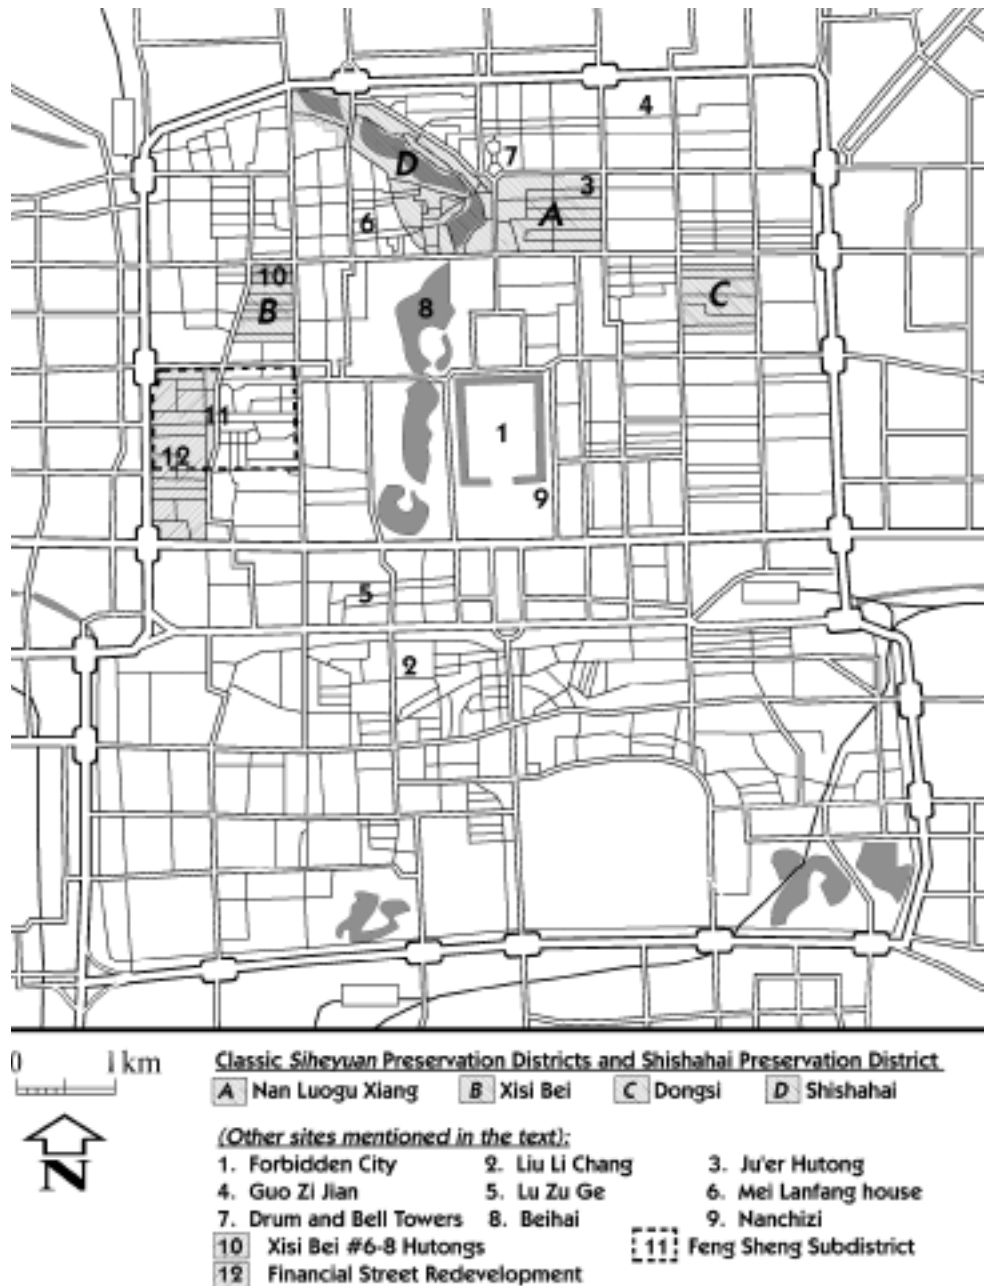 4
7
D
3
6
A
10
B
8
C
11
1
12
9
5
2
0 1 km
Classic Siheyuan Preservation Districts and Shishahai Preservation District
A Nan Luogu Xiang B Xisi Bei C Dongsi D Shishahai
N
(Other sites mentioned in the text):
1. Forbidden City 2. Liu Li Chang 3. Ju'er Hutong
4. Guo Zi Jian 5. Lu Zu Ge 6. Mei Lanfang house
7. Drum and Bell Towers 8. Beihai 9. Nanchizi
10 Xisi Bei #6-8 Hutongs 11 Feng Sheng Subdistrict
12 Financial Street Redevelopment